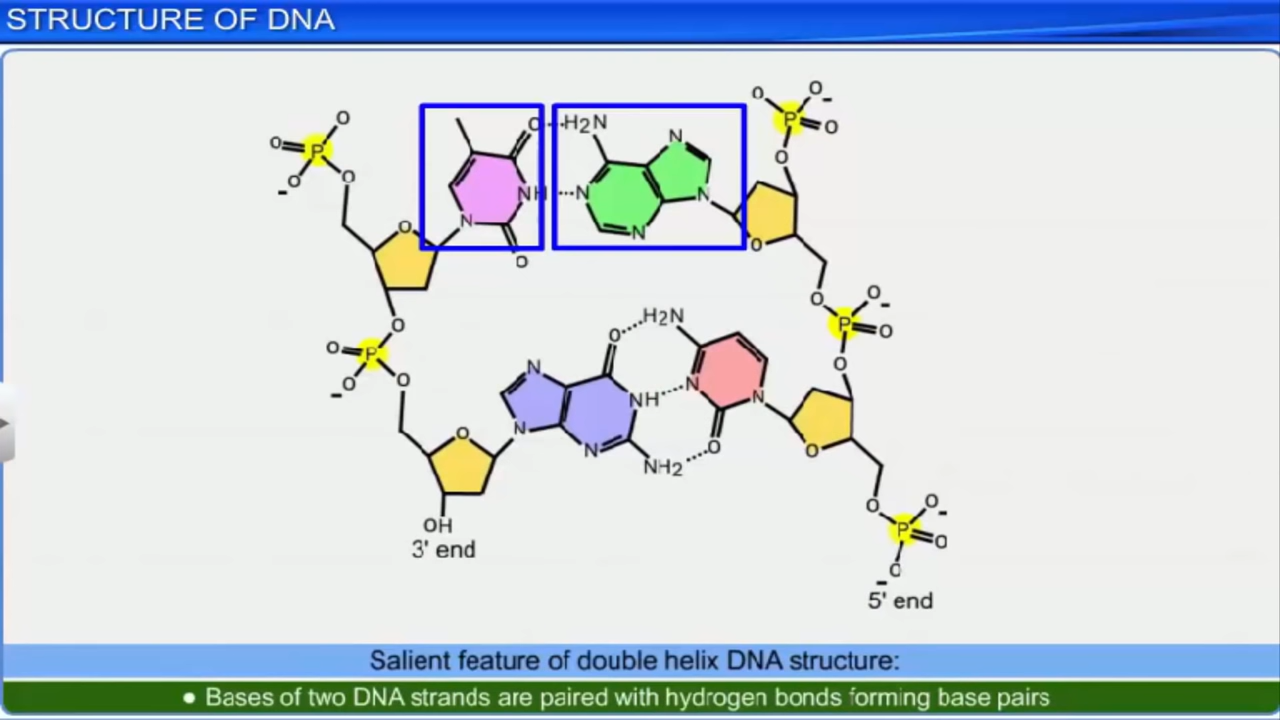 STRUCTURE OF DNA
O O - O
O P O
O P O
- O
O
O
O H2N N
N H N N
N N
O
O
O
O
O
O P O
- O
O
O -
P O
O
O H2N
N
NH N N
N
N
NH2 O
O
O
OH
3' end
O
O -
P O
O
-
5' end
Salient feature of double helix DNA structure:
● Bases of two DNA strands are paired with hydrogen bonds forming base pairs